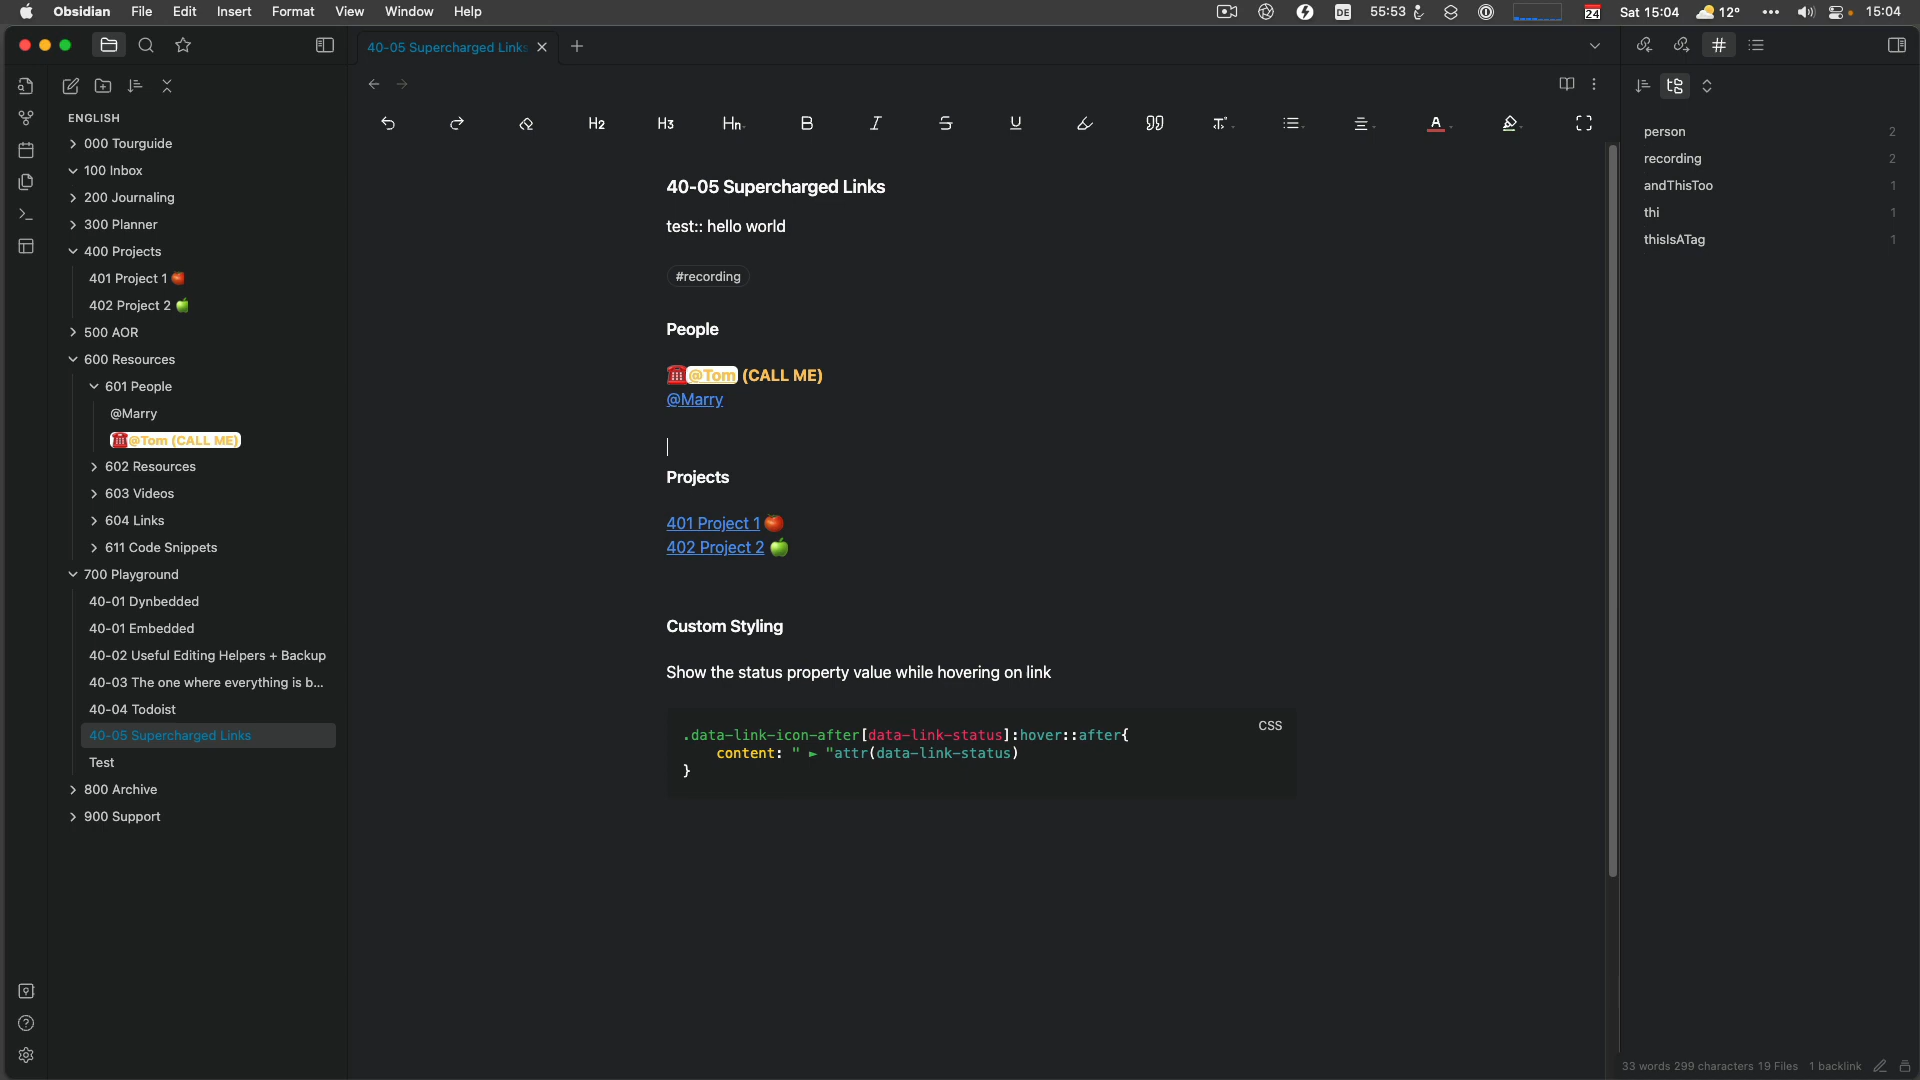 Obsidian File Edit Insert Format View Window Help
DE 55:53 24 Sat 15:04 12° 15:04
40-05 Supercharged Links
ENGLISH
000 Tourguide
100 Inbox
200 Journaling
300 Planner
400 Projects
401 Project 1🍎
402 Project 2🍏
500 AOR
600 Resources
601 People
@Marry
☎️@Tom (CALL ME)
602 Resources
603 Videos
604 Links
611 Code Snippets
700 Playground
40-01 Dynbedded
40-01 Embedded
40-02 Useful Editing Helpers + Backup
40-03 The one where everything is b...
40-04 Todoist
40-05 Supercharged Links
Test
800 Archive
900 Support
H2 H3 Hn B I S U T A
40-05 Supercharged Links
test:: hello world
#recording
People
☎️@Tom (CALL ME)
@Marry
Projects
401 Project 1🍎
402 Project 2🍏
Custom Styling
Show the status property value while hovering on link
CSS
.data-link-icon-after[data-link-status]:hover::after{
content: " ► "attr(data-link-status)
}
person 2
recording 2
andThisToo 1
thi 1
thisIsATag 1
33 words 299 characters 19 Files 1 backlink